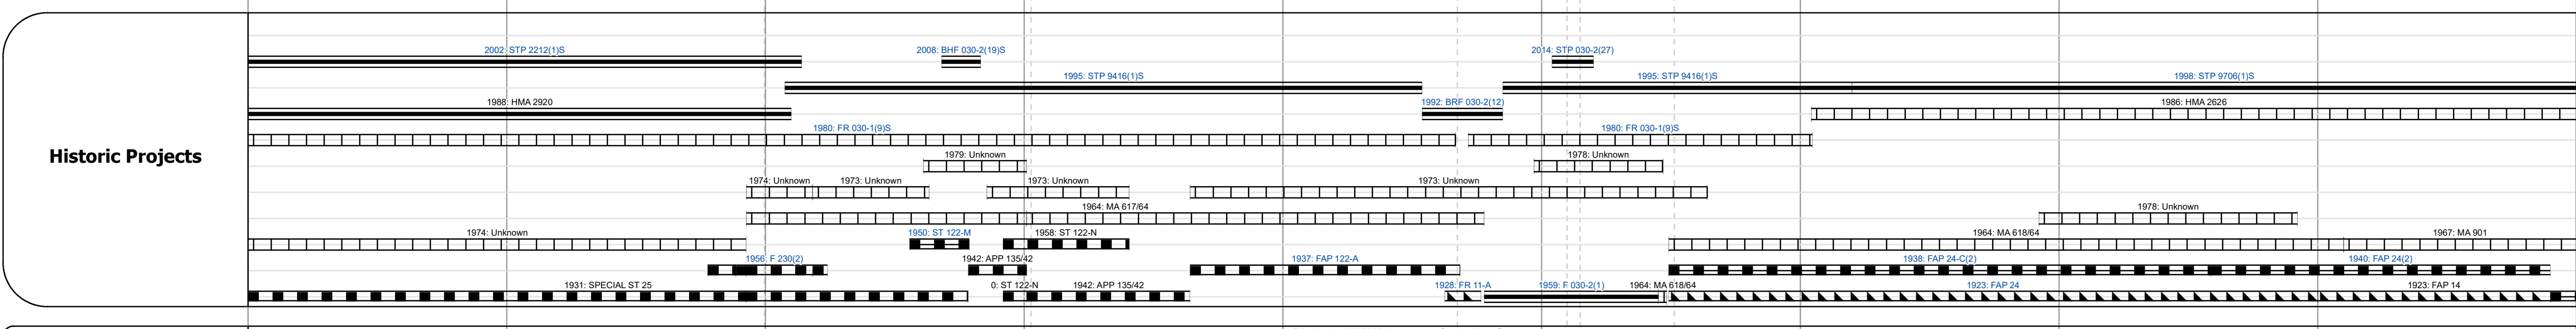 Historic Projects
2002: STP 2212(1)S
2008: BHF 030-2(19)S
2014: STP 030-2(27)
1995: STP 9416(1)S
1995: STP 9416(1)S
1998: STP 9706(1)S
1988: HMA 2920
1992: BRF 030-2(12)
1986: HMA 2626
1980: FR 030-1(9)S
1980: FR 030-1(9)S
1979: Unknown
1978: Unknown
1974: Unknown
1973: Unknown
1973: Unknown
1973: Unknown
1964: MA 617/64
1978: Unknown
1974: Unknown
1950: ST 122-M
1958: ST 122-N
1964: MA 618/64
1967: MA 901
1956: F 230(2)
1942: APP 135/42
1937: FAP 122-A
1938: FAP 24-C(2)
1940: FAP 24(2)
1931: SPECIAL ST 25
0: ST 122-N
1942: APP 135/42
1928: FR 11-A
1959: F 030-2(1)
1964: MA 618/64
1923: FAP 24
1923: FAP 14